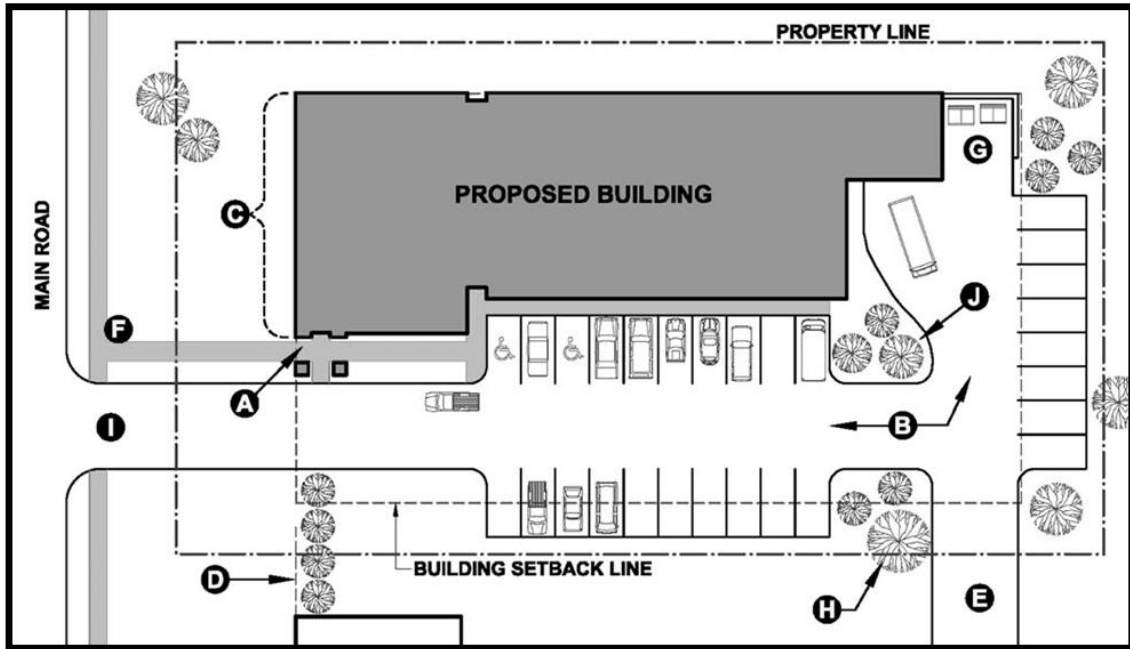 PROPERTY LINE
C
PROPOSED BUILDING
G
MAIN ROAD
F
J
A
I
B
BUILDING SETBACK LINE
D
H
E